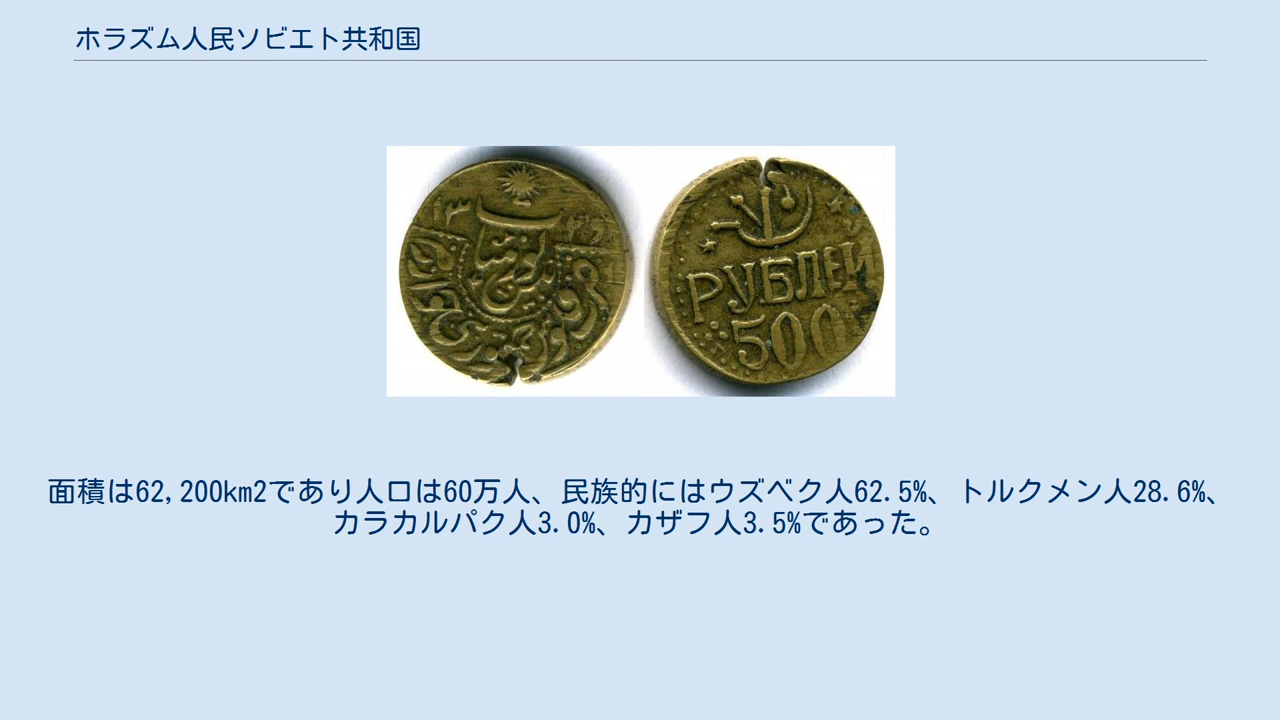 ホラズム人民ソビエト共和国
РУБЛЕЙ
500
面積は62,200km2であり人口は60万人、民族的にはウズベク人62.5%、トルクメン人28.6%、
カラカルパク人3.0%、カザフ人3.5%であった。